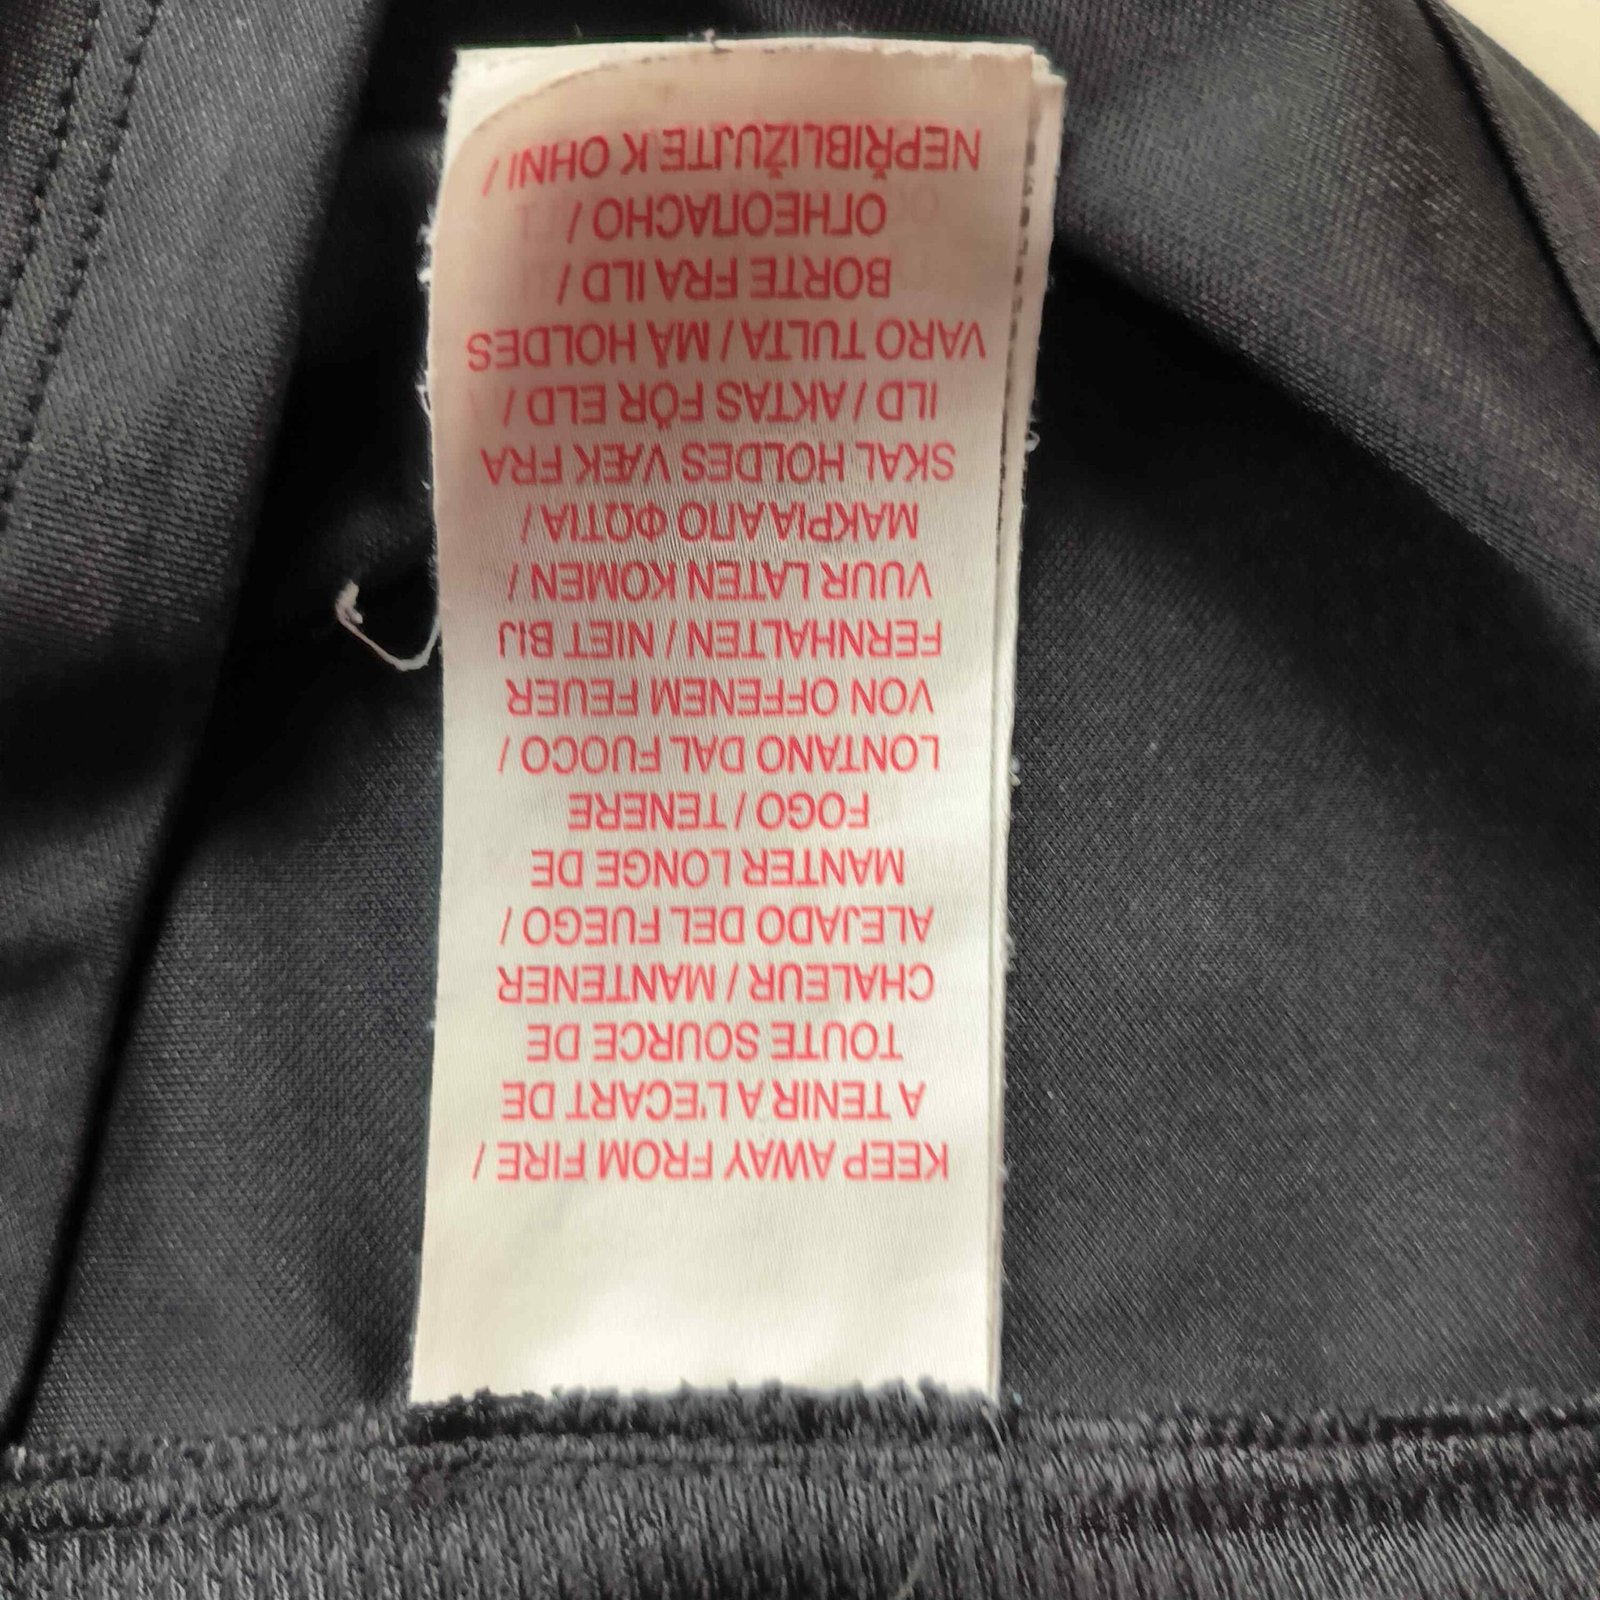 KEEP AWAY FROM FIRE /
A TENIR A L'ECART DE
TOUTE SOURCE DE
CHALEUR / MANTENER
ALEJADO DEL FUEGO /
MANTER LONGE DE
FOGO / TENERE
LONTANO DAL FUOCO /
VON OFFENEM FEUER
FERNHALTEN / NIET BIJ
VUUR LATEN KOMEN /
ΜΑΚΡΙΑ ΑΠΟ ΦΩΤΙΑ /
SKAL HOLDES VÆK FRA
ILD / AKTAS FÖR ELD /
VARO TULTA / MÅ HOLDES
BORTE FRA ILD /
ОГНЕОПАСНО /
NEPŘIBLIŽUJTE K OHNI /